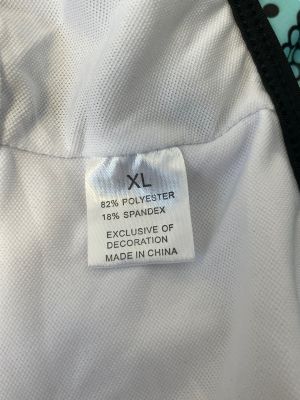 XL
82% POLYESTER
18% SPANDEX
EXCLUSIVE OF
DECORATION
MADE IN CHINA